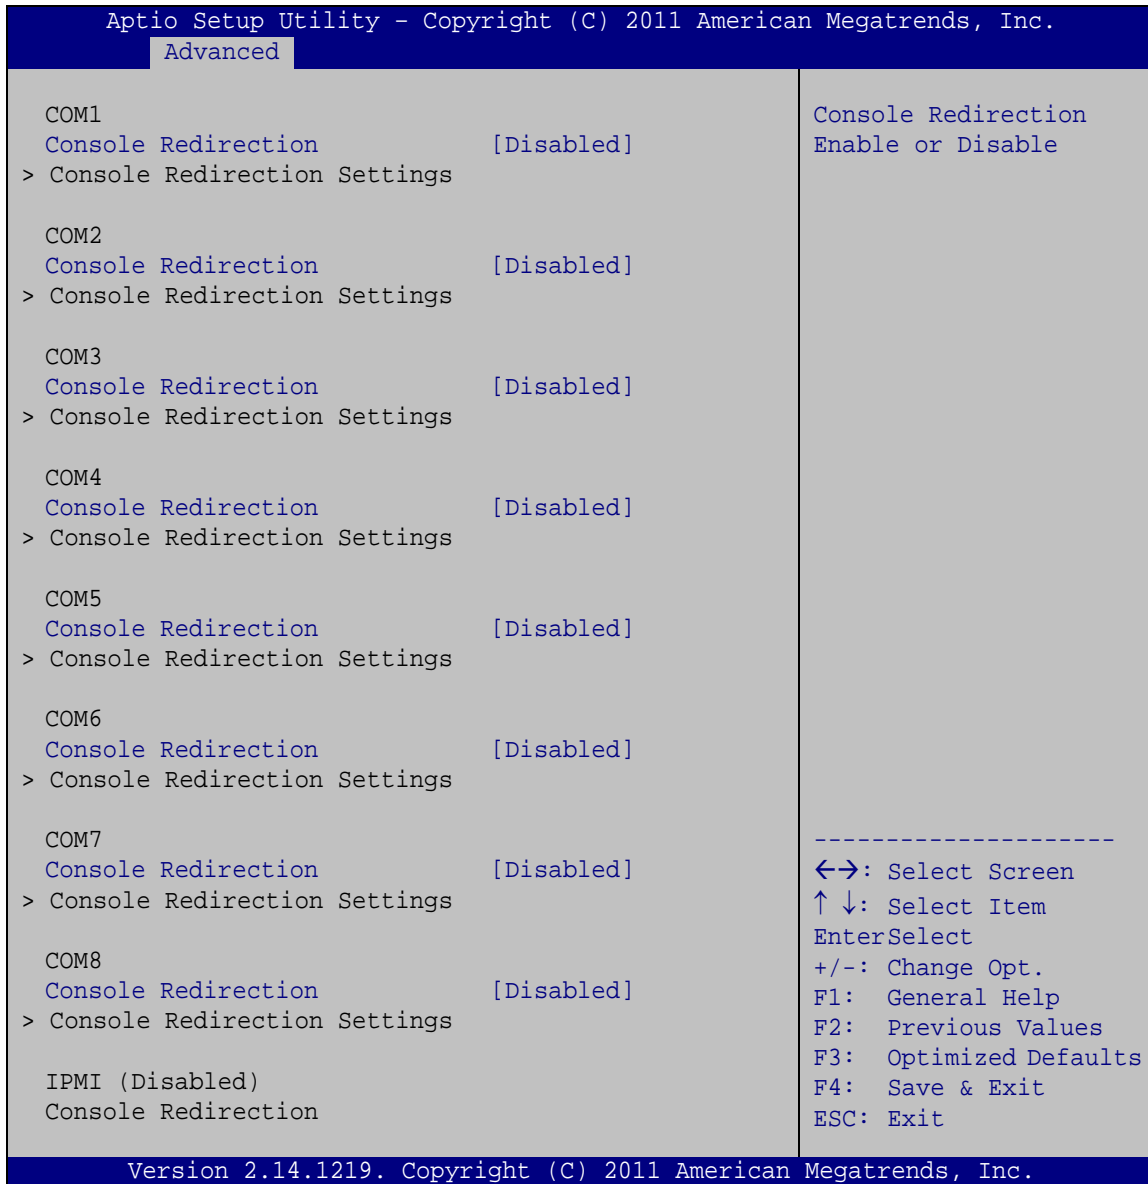 Aptio Setup Utility – Copyright (C) 2011 American Megatrends, Inc.
Advanced
COM1
Console Redirection [Disabled]
> Console Redirection Settings
COM2
Console Redirection [Disabled]
> Console Redirection Settings
COM3
Console Redirection [Disabled]
> Console Redirection Settings
COM4
Console Redirection [Disabled]
> Console Redirection Settings
COM5
Console Redirection [Disabled]
> Console Redirection Settings
COM6
Console Redirection [Disabled]
> Console Redirection Settings
COM7
Console Redirection [Disabled]
> Console Redirection Settings
COM8
Console Redirection [Disabled]
> Console Redirection Settings
IPMI (Disabled)
Console Redirection
Console Redirection
Enable or Disable
---------------------
←→: Select Screen
↑ ↓: Select Item
EnterSelect
+/-: Change Opt.
F1: General Help
F2: Previous Values
F3: Optimized Defaults
F4: Save & Exit
ESC: Exit
Version 2.14.1219. Copyright (C) 2011 American Megatrends, Inc.